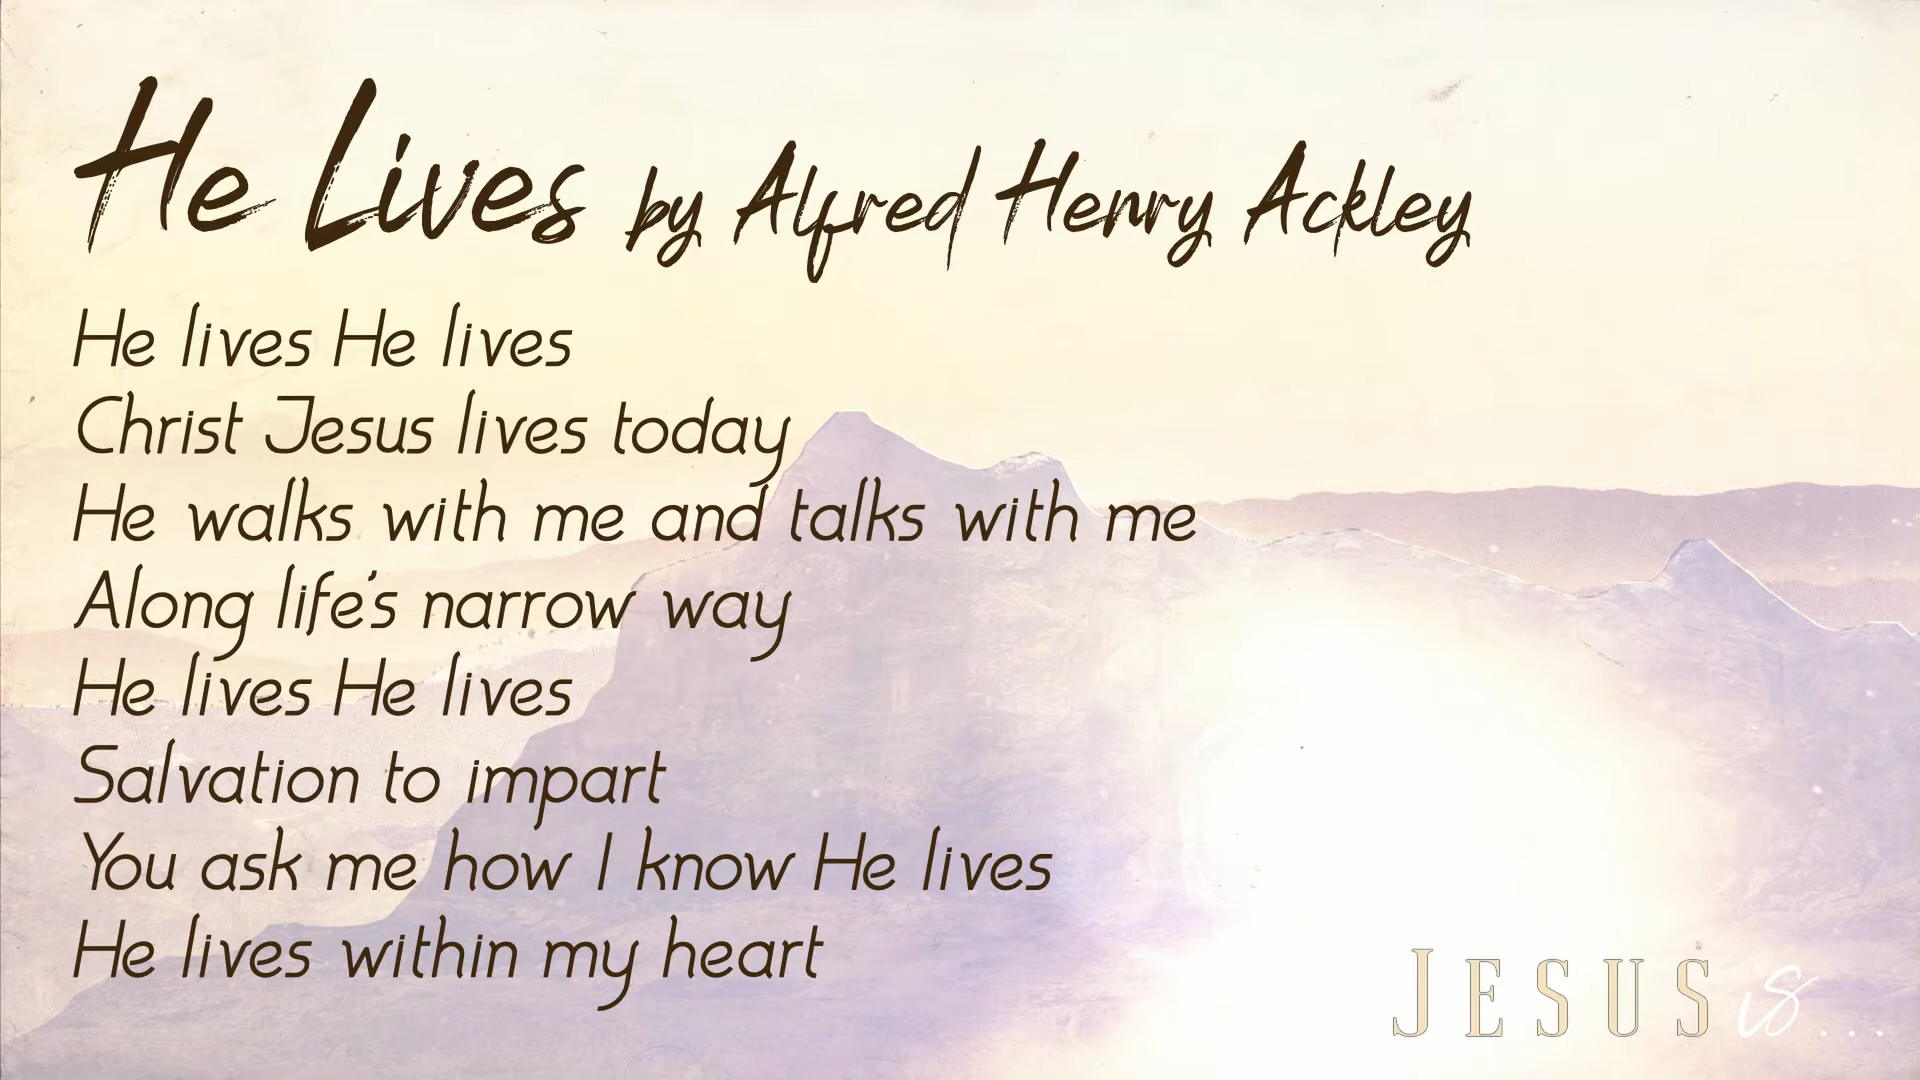 He Lives by Alfred Henry Ackley
He lives He lives
Christ Jesus lives today
He walks with me and talks with me
Along life's narrow way
He lives He lives
Salvation to impart
You ask me how I know He lives
He lives within my heart
JESUS is...